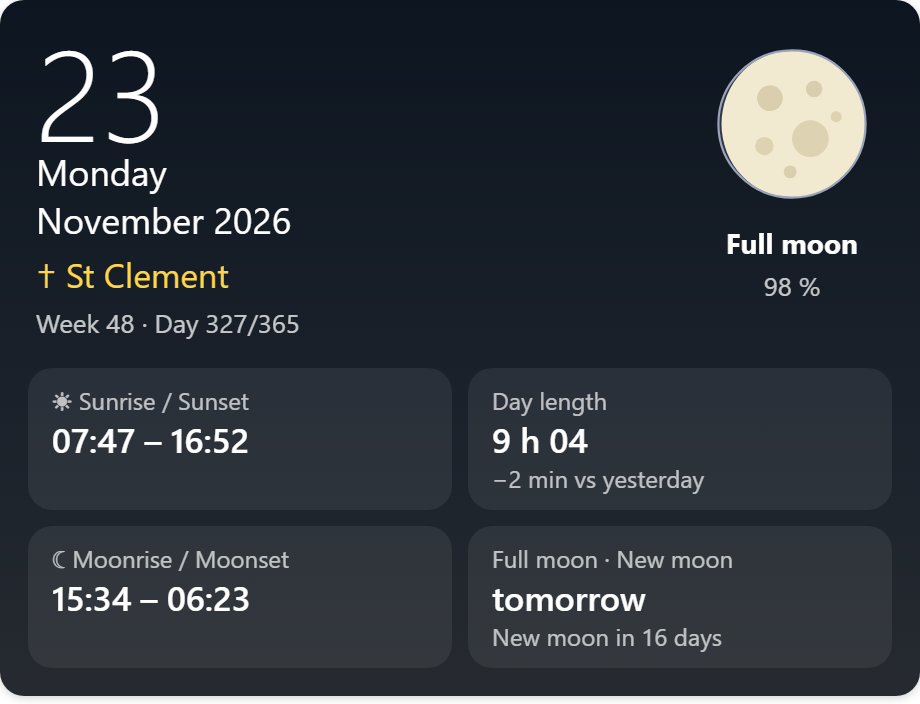 23
Monday
November 2026
† St Clement
Week 48 · Day 327/365
Full moon
98 %
☀ Sunrise / Sunset
07:47 – 16:52
Day length
9 h 04
−2 min vs yesterday
☾ Moonrise / Moonset
15:34 – 06:23
Full moon · New moon
tomorrow
New moon in 16 days